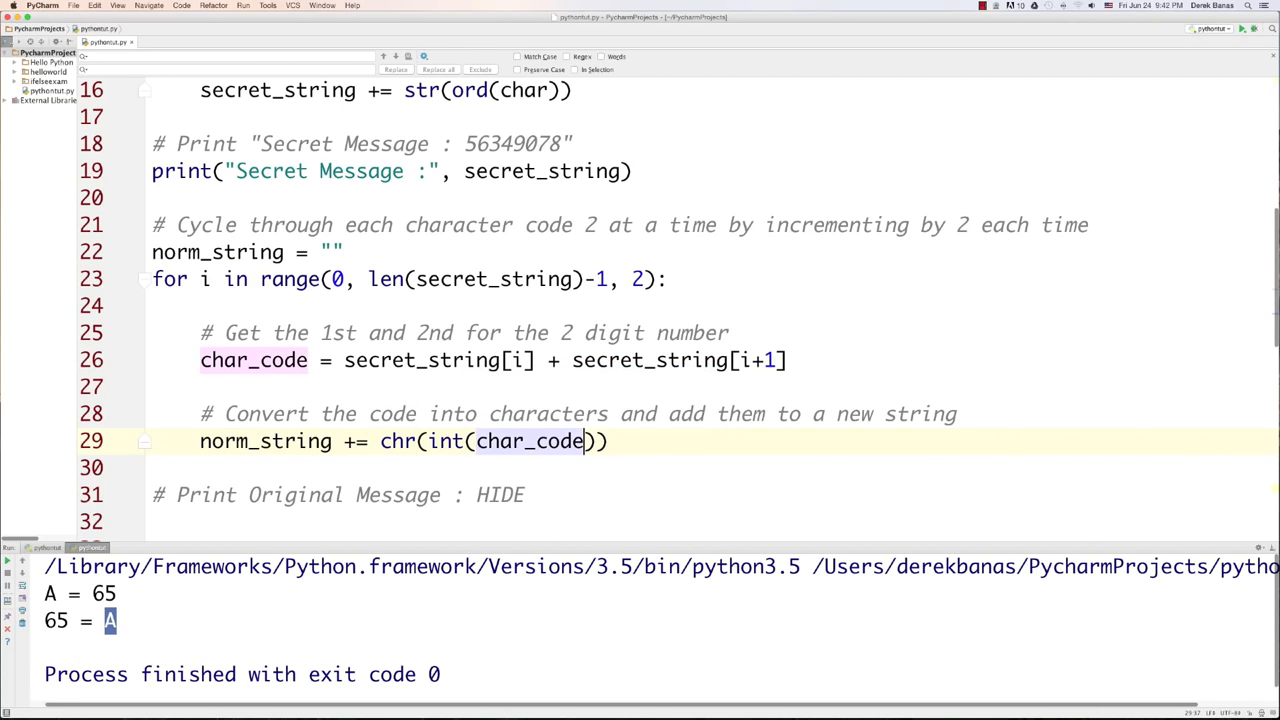 PyCharm File Edit View Navigate Code Refactor Run Tools VCS Window Help 10 Fri Jun 24 9:42 PM Derek Banas
pythontut.py - PycharmProjects - [~/PycharmProjects]
PycharmProjects pythontut.py pythontut
pythontut.py ×
PycharmProject
Hello Python
helloworld
ifelseexam
pythontut.py
External Librarie
Match Case Regex Words
Replace Replace all Exclude Preserve Case In Selection
16 secret_string += str(ord(char))
17
18 # Print "Secret Message : 56349078"
19 print("Secret Message :", secret_string)
20
21 # Cycle through each character code 2 at a time by incrementing by 2 each time
22 norm_string = ""
23 for i in range(0, len(secret_string)-1, 2):
24
25 # Get the 1st and 2nd for the 2 digit number
26 char_code = secret_string[i] + secret_string[i+1]
27
28 # Convert the code into characters and add them to a new string
29 norm_string += chr(int(char_code))
30
31 # Print Original Message : HIDE
32
Run: pythontut pythontut
/Library/Frameworks/Python.framework/Versions/3.5/bin/python3.5 /Users/derekbanas/PycharmProjects/pytho
A = 65
65 = A
Process finished with exit code 0
29:37 LF‡ UTF-8‡